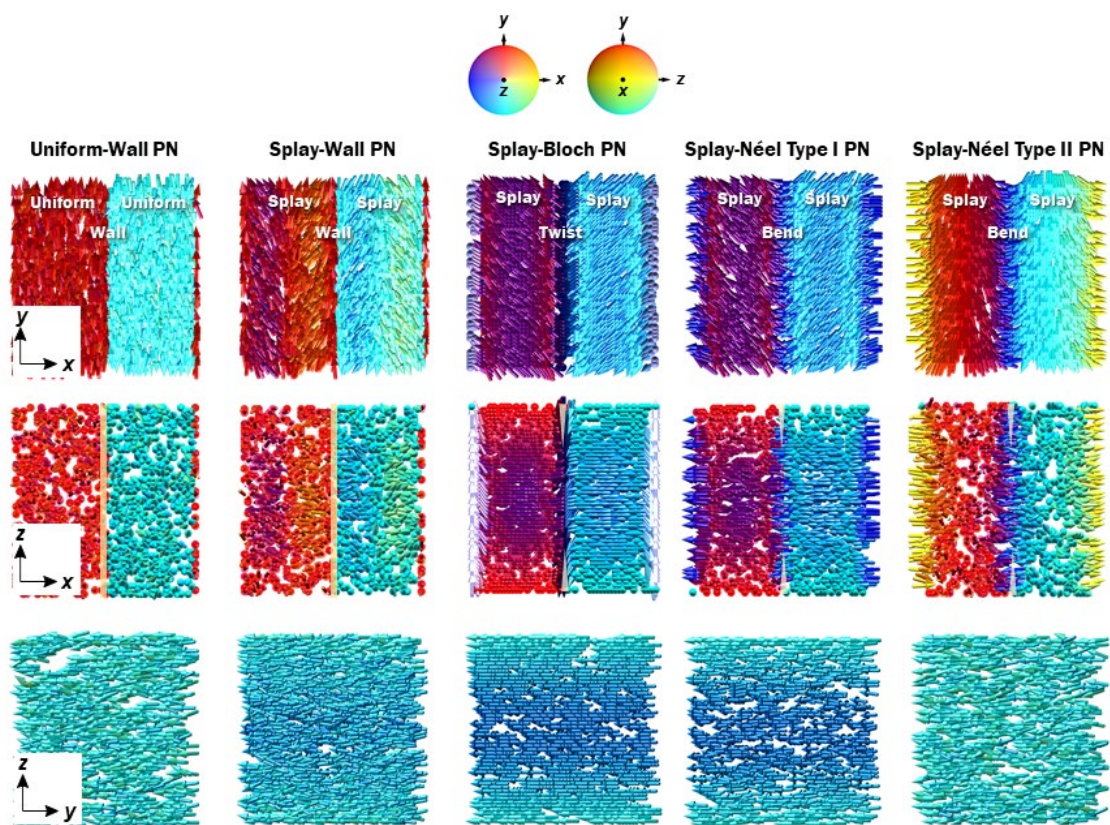 y y
x z
z x
Uniform-Wall PN Splay-Wall PN Splay-Bloch PN Splay-Néel Type I PN Splay-Néel Type II PN
Uniform Uniform Splay Splay Splay Splay Splay Splay Splay Splay
Wall Wall Twist Bend Bend
y
x
z
x
z
y